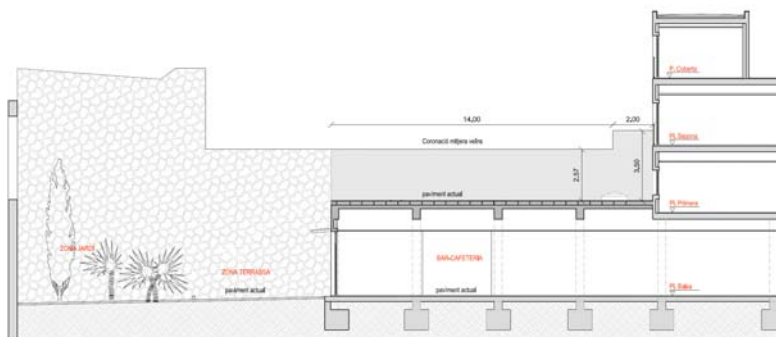 P. Coberta
14,00
2,00
Pl. Segona
Coronació mitjera veïns
2,57
3,50
paviment actual
Pl. Primera
ZONA JARDÍ
ZONA TERRASSA
BAR-CAFETERIA
paviment actual
paviment actual
Pl. Baixa